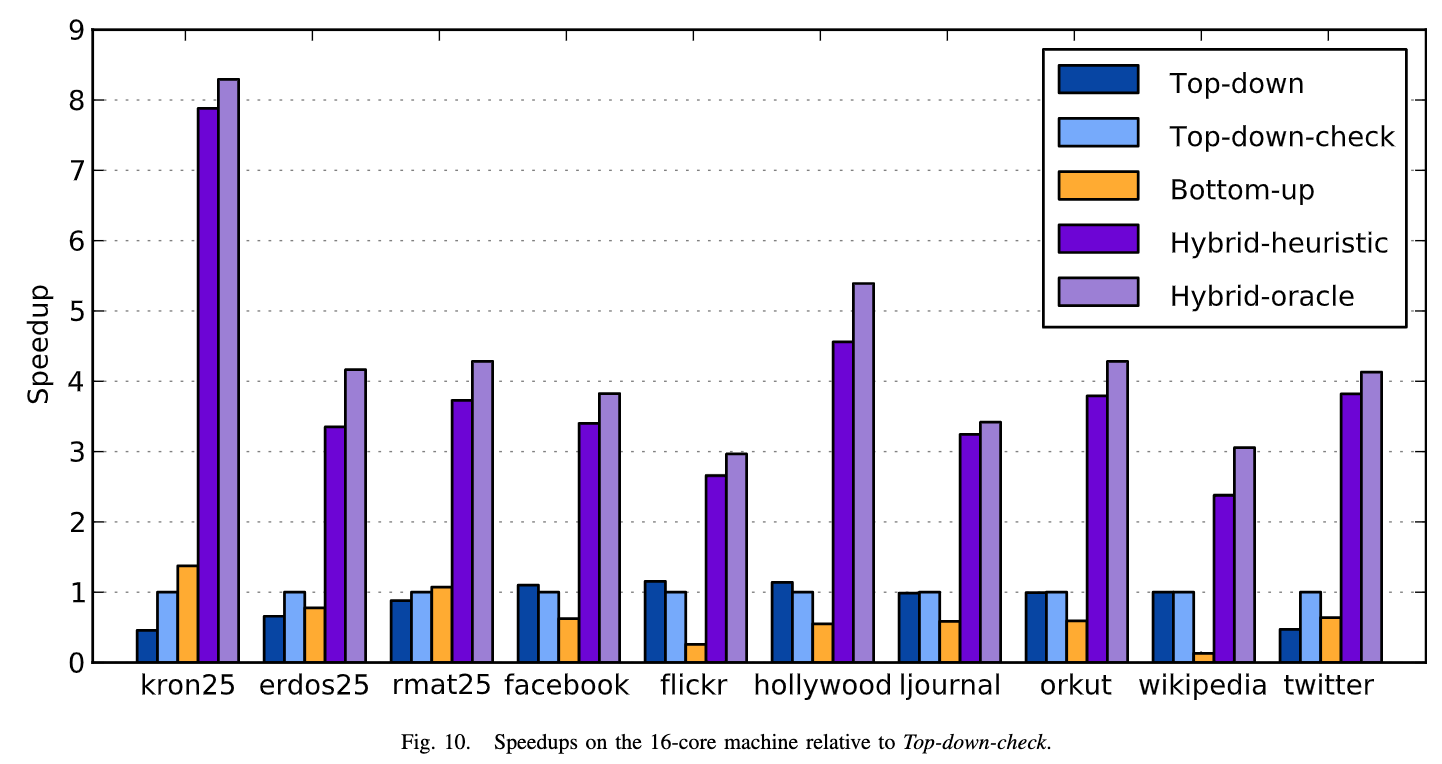 9
8
7
6
5
4
3
2
1
0
Speedup
Top-down
Top-down-check
Bottom-up
Hybrid-heuristic
Hybrid-oracle
kron25 erdos25 rmat25 facebook flickr hollywood ljournal orkut wikipedia twitter
Fig. 10. Speedups on the 16-core machine relative to Top-down-check.